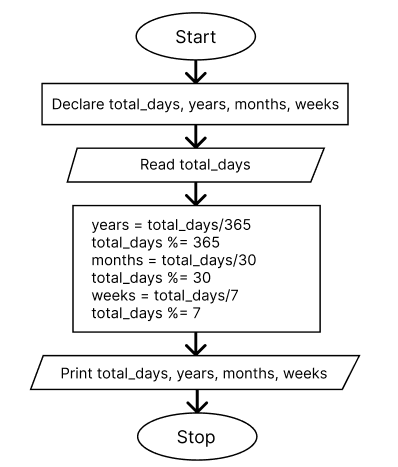 Start
Declare total_days, years, months, weeks
Read total_days
years = total_days/365
total_days %= 365
months = total_days/30
total_days %= 30
weeks = total_days/7
total_days %= 7
Print total_days, years, months, weeks
Stop